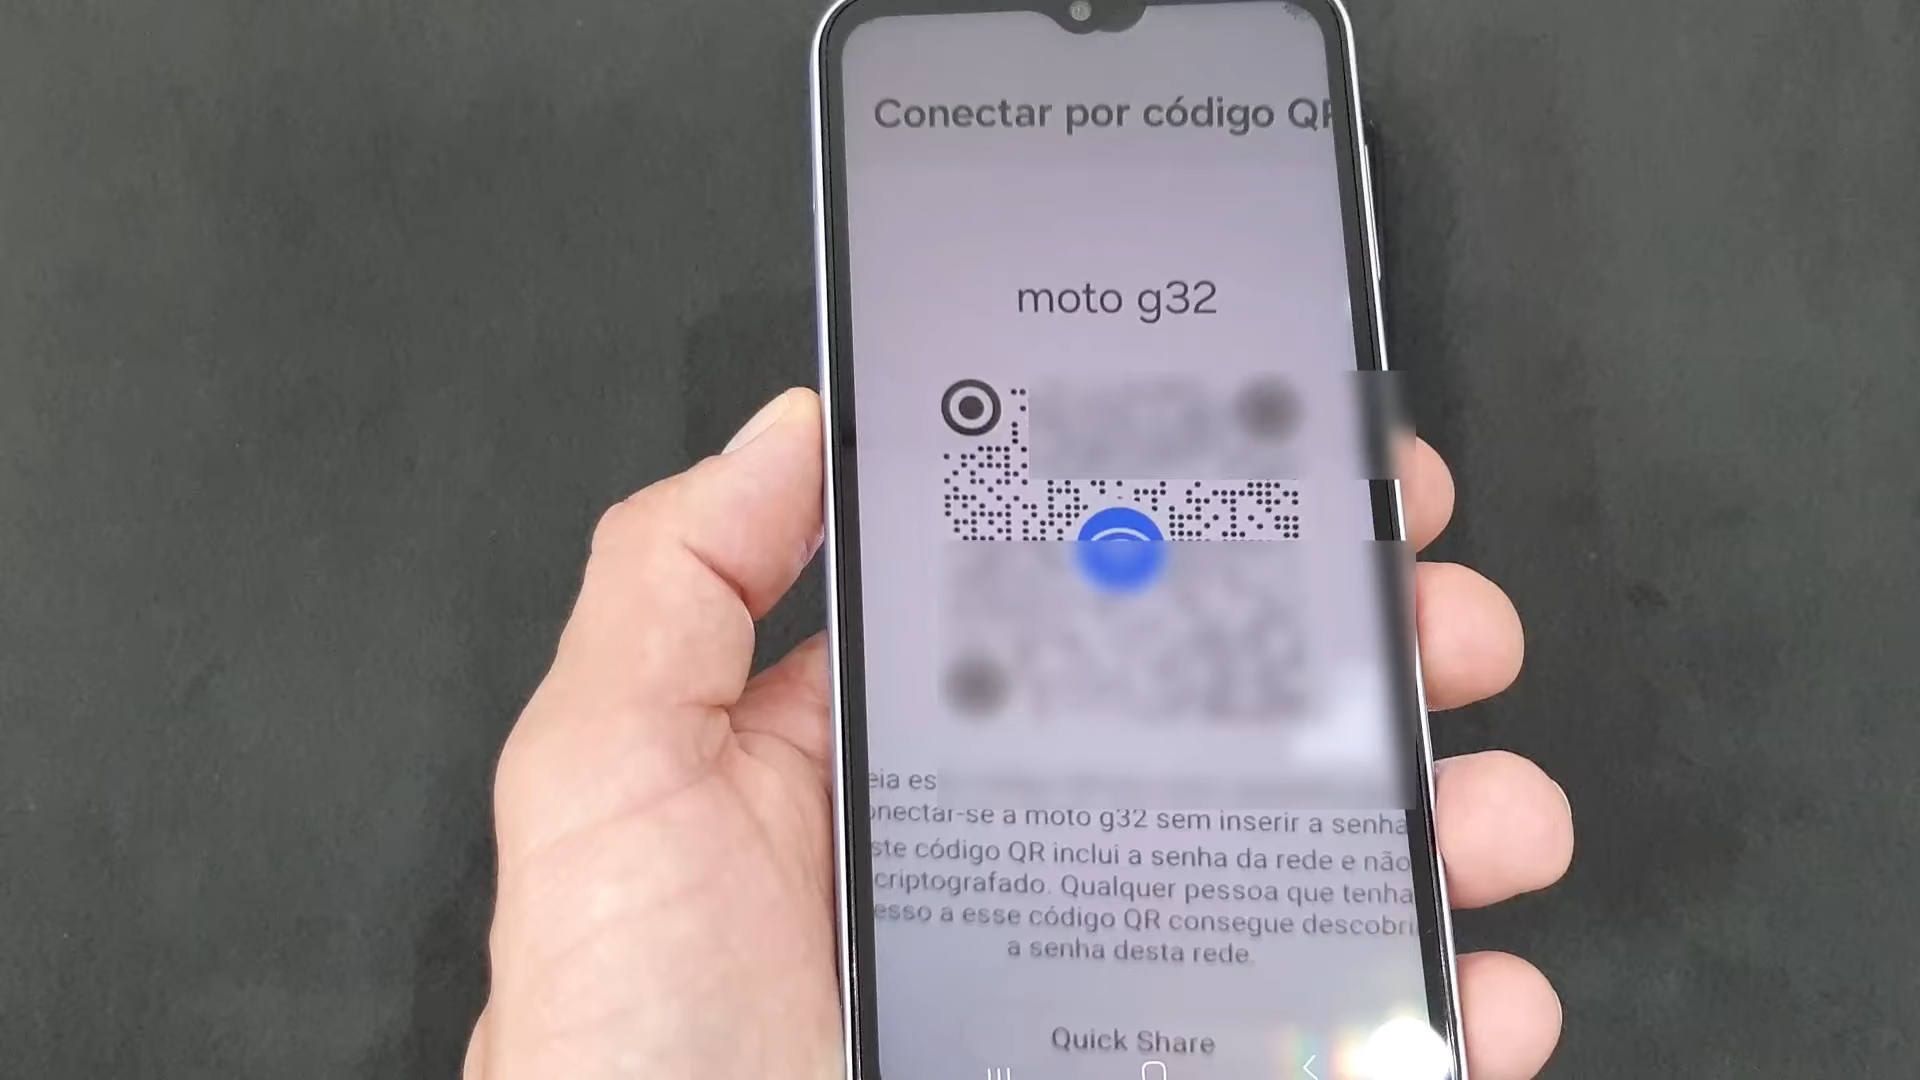 Conectar por código QR
moto g32
eia es
onectar-se a moto g32 sem inserir a senha
ste código QR inclui a senha da rede e não
criptografado. Qualquer pessoa que tenha
esso a esse código QR consegue descobri
a senha desta rede.
Quick Share